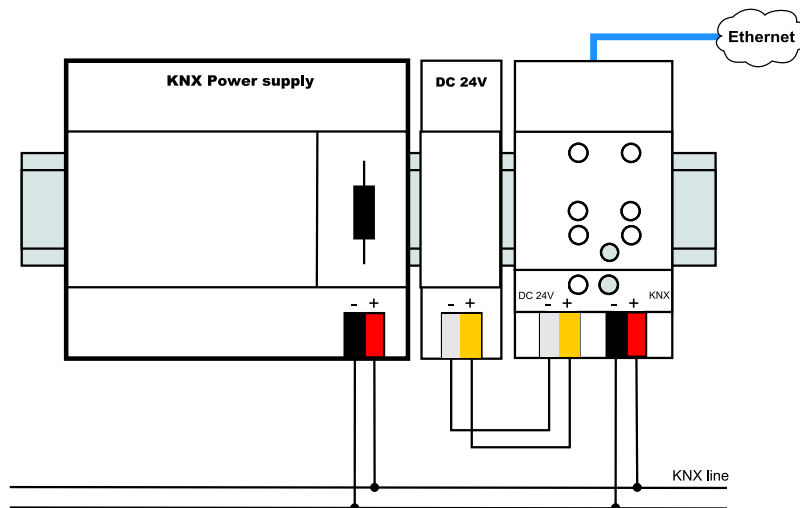 Ethernet
KNX Power supply
DC 24V
DC 24V
KNX
- +
- +
- +
- +
KNX line